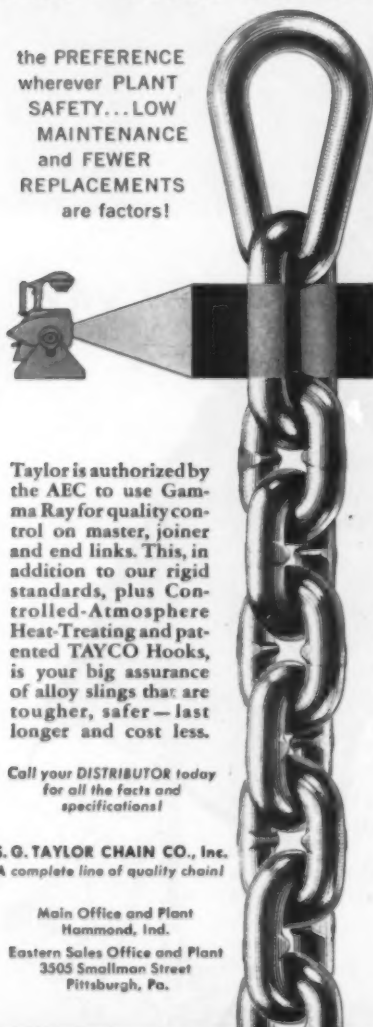 the PREFERENCE
wherever PLANT
SAFETY...LOW
MAINTENANCE
and FEWER
REPLACEMENTS
are factors!
Taylor is authorized by
the AEC to use Gam-
ma Ray for quality con-
trol on master, joiner
and end links. This, in
addition to our rigid
standards, plus Con-
trolled-Atmosphere
Heat-Treating and pat-
ented TAYCO Hooks,
is your big assurance
of alloy slings that are
tougher, safer — last
longer and cost less.
Call your DISTRIBUTOR today
for all the facts and
specifications!
S. G. TAYLOR CHAIN CO., Inc.
A complete line of quality chain!
Main Office and Plant
Hammond, Ind.
Eastern Sales Office and Plant
3505 Smallman Street
Pittsburgh, Pa.